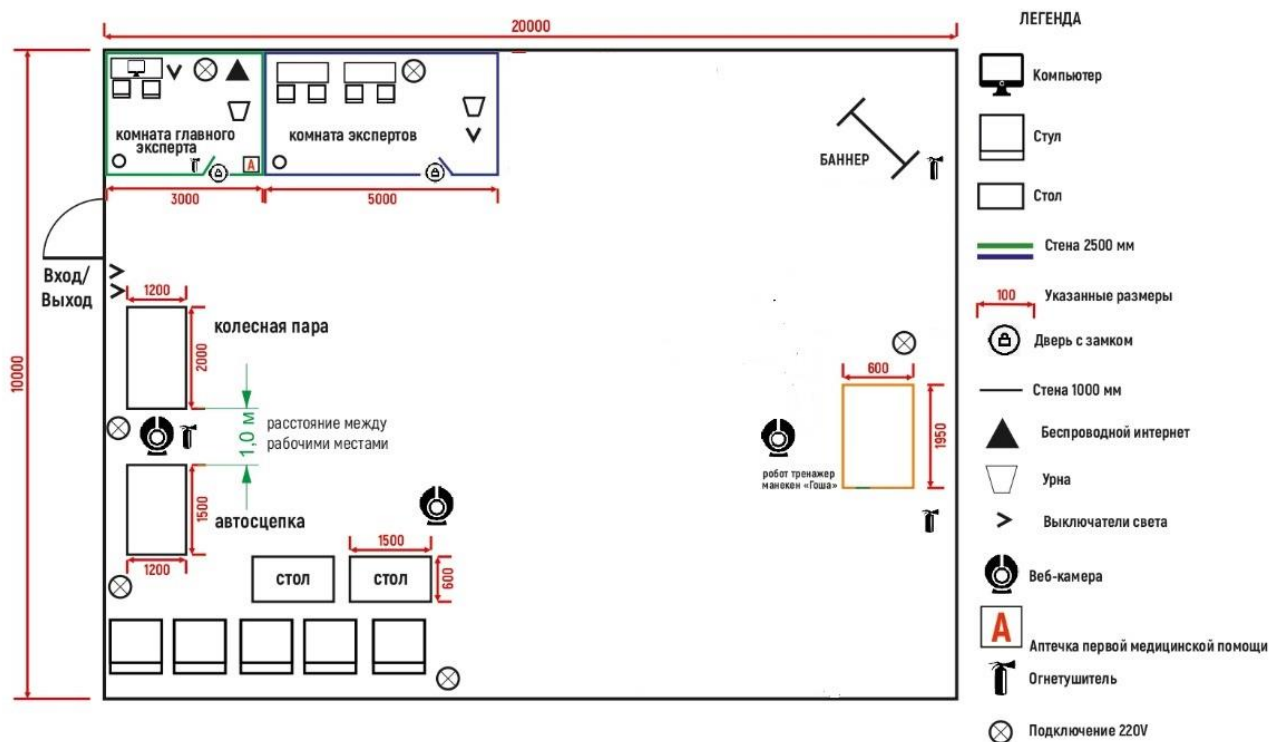 20000
ЛЕГЕНДА
10000
комната главного
эксперта
комната экспертов
А
3000
5000
БАННЕР
Вход/
Выход
1200
2000
колесная пара
1,0 м
расстояние между
рабочими местами
1500
автосцепка
1200
стол
стол
1500
600
600
1950
робот тренажер
манекен «Гоша»
Компьютер
Стул
Стол
Стена 2500 мм
100
Указанные размеры
Дверь с замком
Стена 1000 мм
Беспроводной интернет
Урна
Выключатели света
Веб-камера
А
Аптечка первой медицинской помощи
Огнетушитель
Подключение 220V